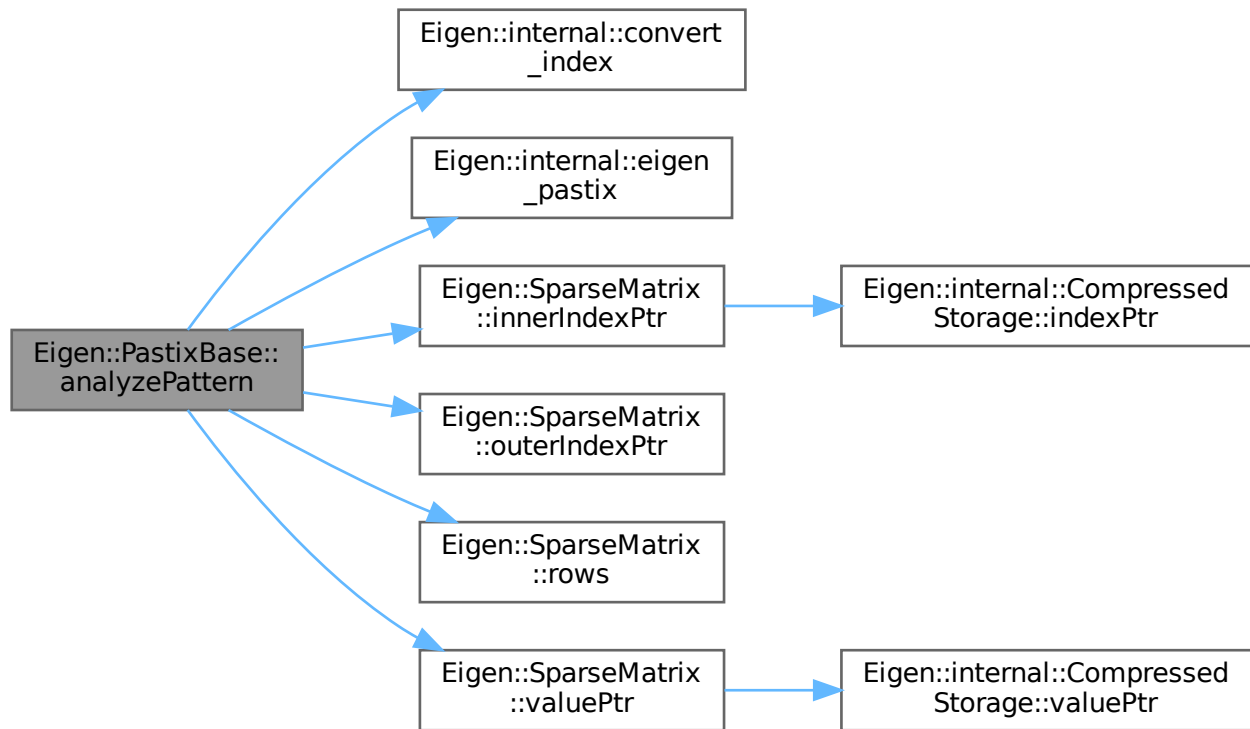 Eigen::internal::convert
_index
Eigen::internal::eigen
_pastix
Eigen::SparseMatrix
::innerIndexPtr
Eigen::internal::Compressed
Storage::indexPtr
Eigen::PastixBase::
analyzePattern
Eigen::SparseMatrix
::outerIndexPtr
Eigen::SparseMatrix
::rows
Eigen::SparseMatrix
::valuePtr
Eigen::internal::Compressed
Storage::valuePtr